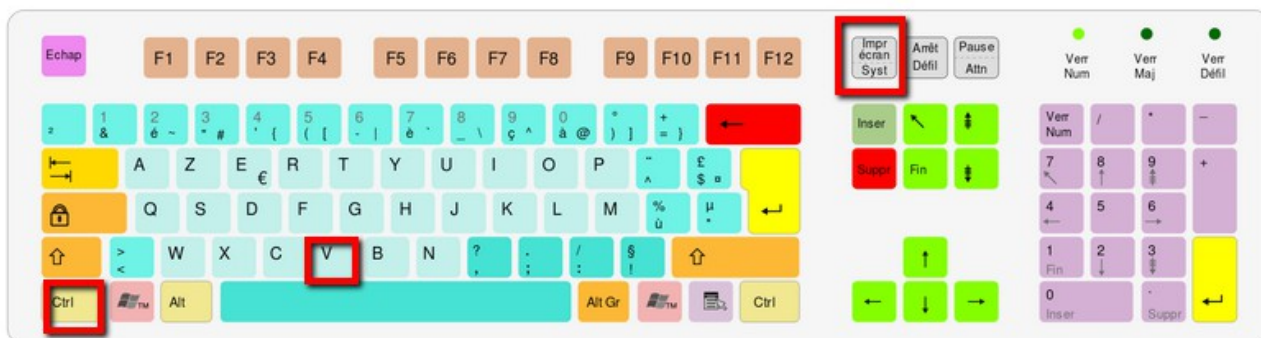 Echap F1 F2 F3 F4 F5 F6 F7 F8 F9 F10 F11 F12 Impr écran Syst Arrêt Défil Pause Attn Verr Num Verr Maj Verr Défil
² 1 & 2 é ~ 3 " # 4 ' { 5 ( [ 6 - | 7 è ` 8 _ \ 9 ç ^ 0 à @ ° ) ] + = } ← Inser Verr Num / * –
A Z E € R T Y U I O P ¨ ^ £ $ ¤ Suppr Fin 7 8 9 +
Q S D F G H J K L M % ù µ * 4 5 6
> < W X C V B N ? , . ; / : § ! 1 Fin 2 3
Ctrl TM Alt Alt Gr TM Ctrl 0 Inser . Suppr